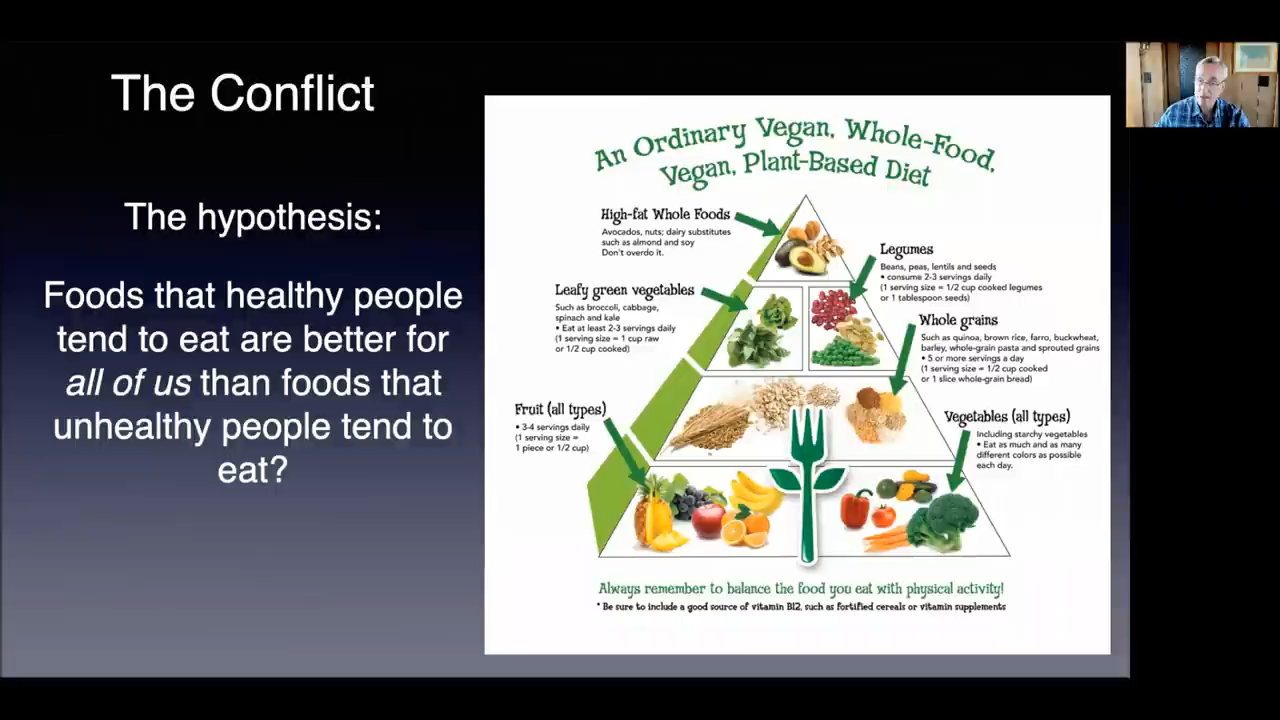 The Conflict
The hypothesis:
Foods that healthy people
tend to eat are better for
all of us than foods that
unhealthy people tend to
eat?
An Ordinary Vegan, Whole-Food,
Vegan, Plant-Based Diet
High-fat Whole Foods
Avocados, nuts; dairy substitutes
such as almond and soy
Don't overdo it.
Legumes
Beans, peas, lentils and seeds
• consume 2-3 servings daily
(1 serving size = 1/2 cup cooked legumes
or 1 tablespoon seeds)
Leafy green vegetables
Such as broccoli, cabbage,
spinach and kale
• Eat at least 2-3 servings daily
(1 serving size = 1 cup raw
or 1/2 cup cooked)
Whole grains
Such as quinoa, brown rice, farro, buckwheat,
barley, whole-grain pasta and sprouted grains
• 5 or more servings a day
(1 serving size = 1/2 cup cooked
or 1 slice whole-grain bread)
Fruit (all types)
• 3-4 servings daily
(1 serving size =
1 piece or 1/2 cup)
Vegetables (all types)
Including starchy vegetables
• Eat as much and as many
different colors as possible
each day.
Always remember to balance the food you eat with physical activity!
* Be sure to include a good source of vitamin B12, such as fortified cereals or vitamin supplements